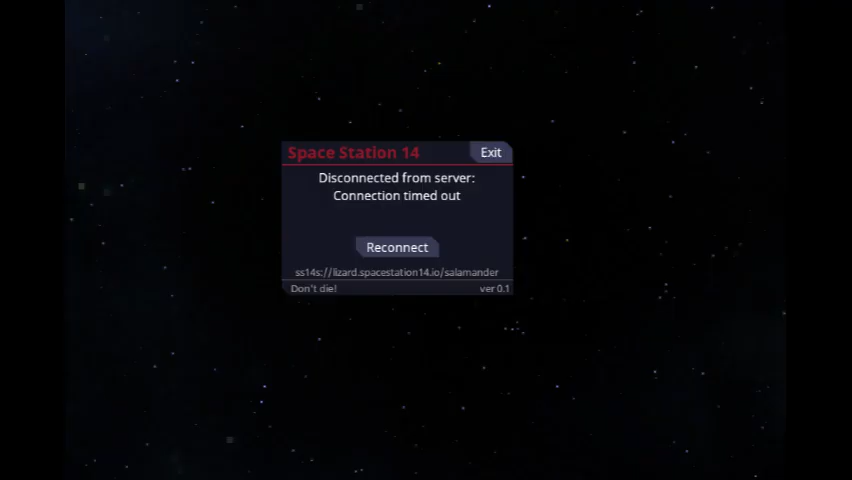 Space Station 14 Exit
Disconnected from server:
Connection timed out
Reconnect
ss14s://lizard.spacestation14.io/salamander
Don't die! ver 0.1